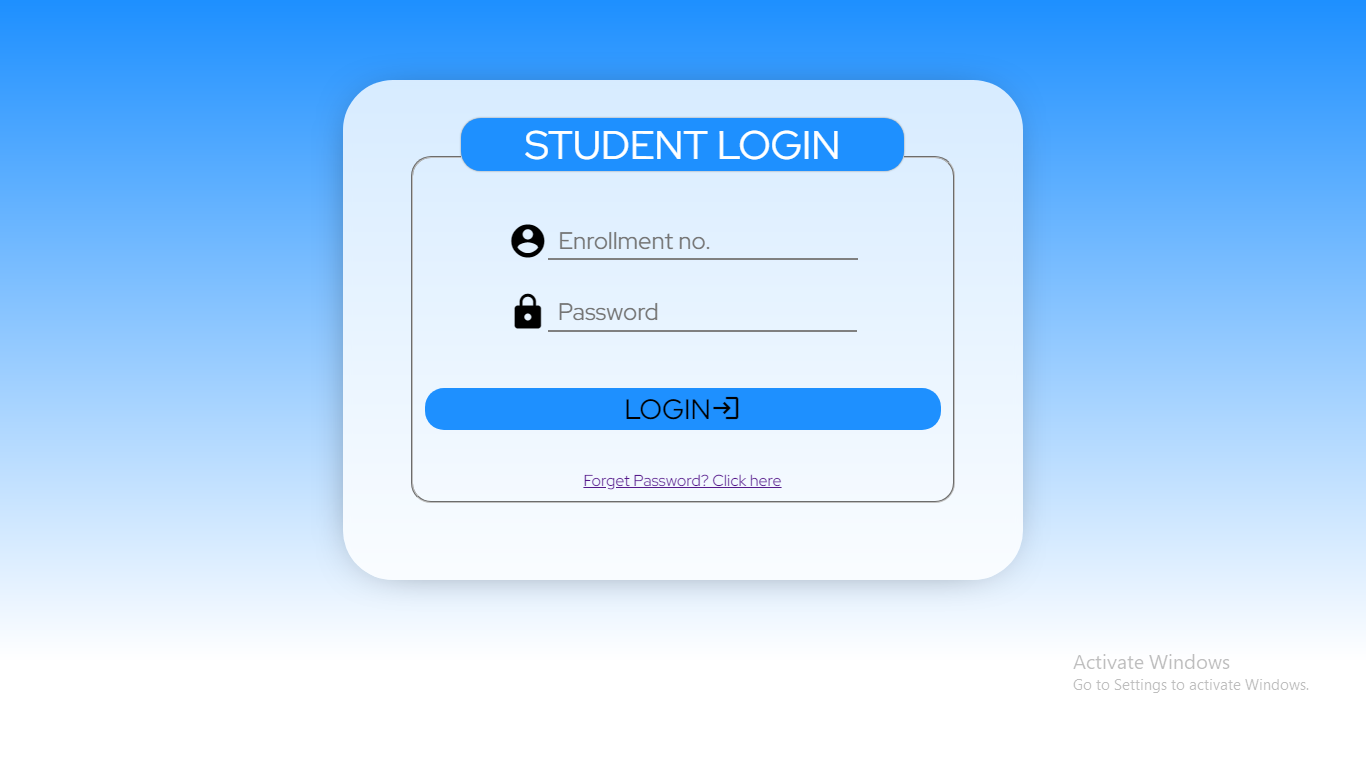 STUDENT LOGIN
Enrollment no.
Password
LOGIN
Forget Password? Click here
Activate Windows
Go to Settings to activate Windows.